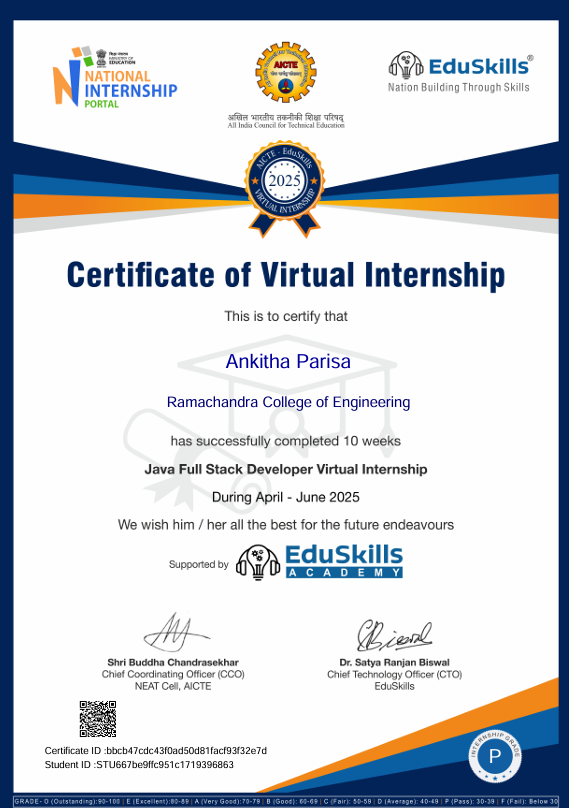 शिक्षा मंत्रालय
MINISTRY OF
EDUCATION
NATIONAL
INTERNSHIP
PORTAL
AICTE
अखिल भारतीय तकनीकी शिक्षा परिषद्
All India Council for Technical Education
EduSkills®
Nation Building Through Skills
AICTE - EduSkills
2025
VIRTUAL INTERNSHIP
Certificate of Virtual Internship
This is to certify that
Ankitha Parisa
Ramachandra College of Engineering
has successfully completed 10 weeks
Java Full Stack Developer Virtual Internship
During April - June 2025
We wish him / her all the best for the future endeavours
Supported by EduSkills
ACADEMY
Shri Buddha Chandrasekhar
Chief Coordinating Officer (CCO)
NEAT Cell, AICTE
Dr. Satya Ranjan Biswal
Chief Technology Officer (CTO)
EduSkills
Certificate ID :bbcb47cdc43f0ad50d81facf93f32e7d
Student ID :STU667be9ffc951c1719396863
INTERNSHIP GRADE
P
GRADE- O (Outstanding):90-100 | E (Excellent):80-89 | A (Very Good):70-79 | B (Good): 60-69 | C (Fair): 50-59 | D (Average): 40-49 | P (Pass): 30-39 | F (Fail): Below 30